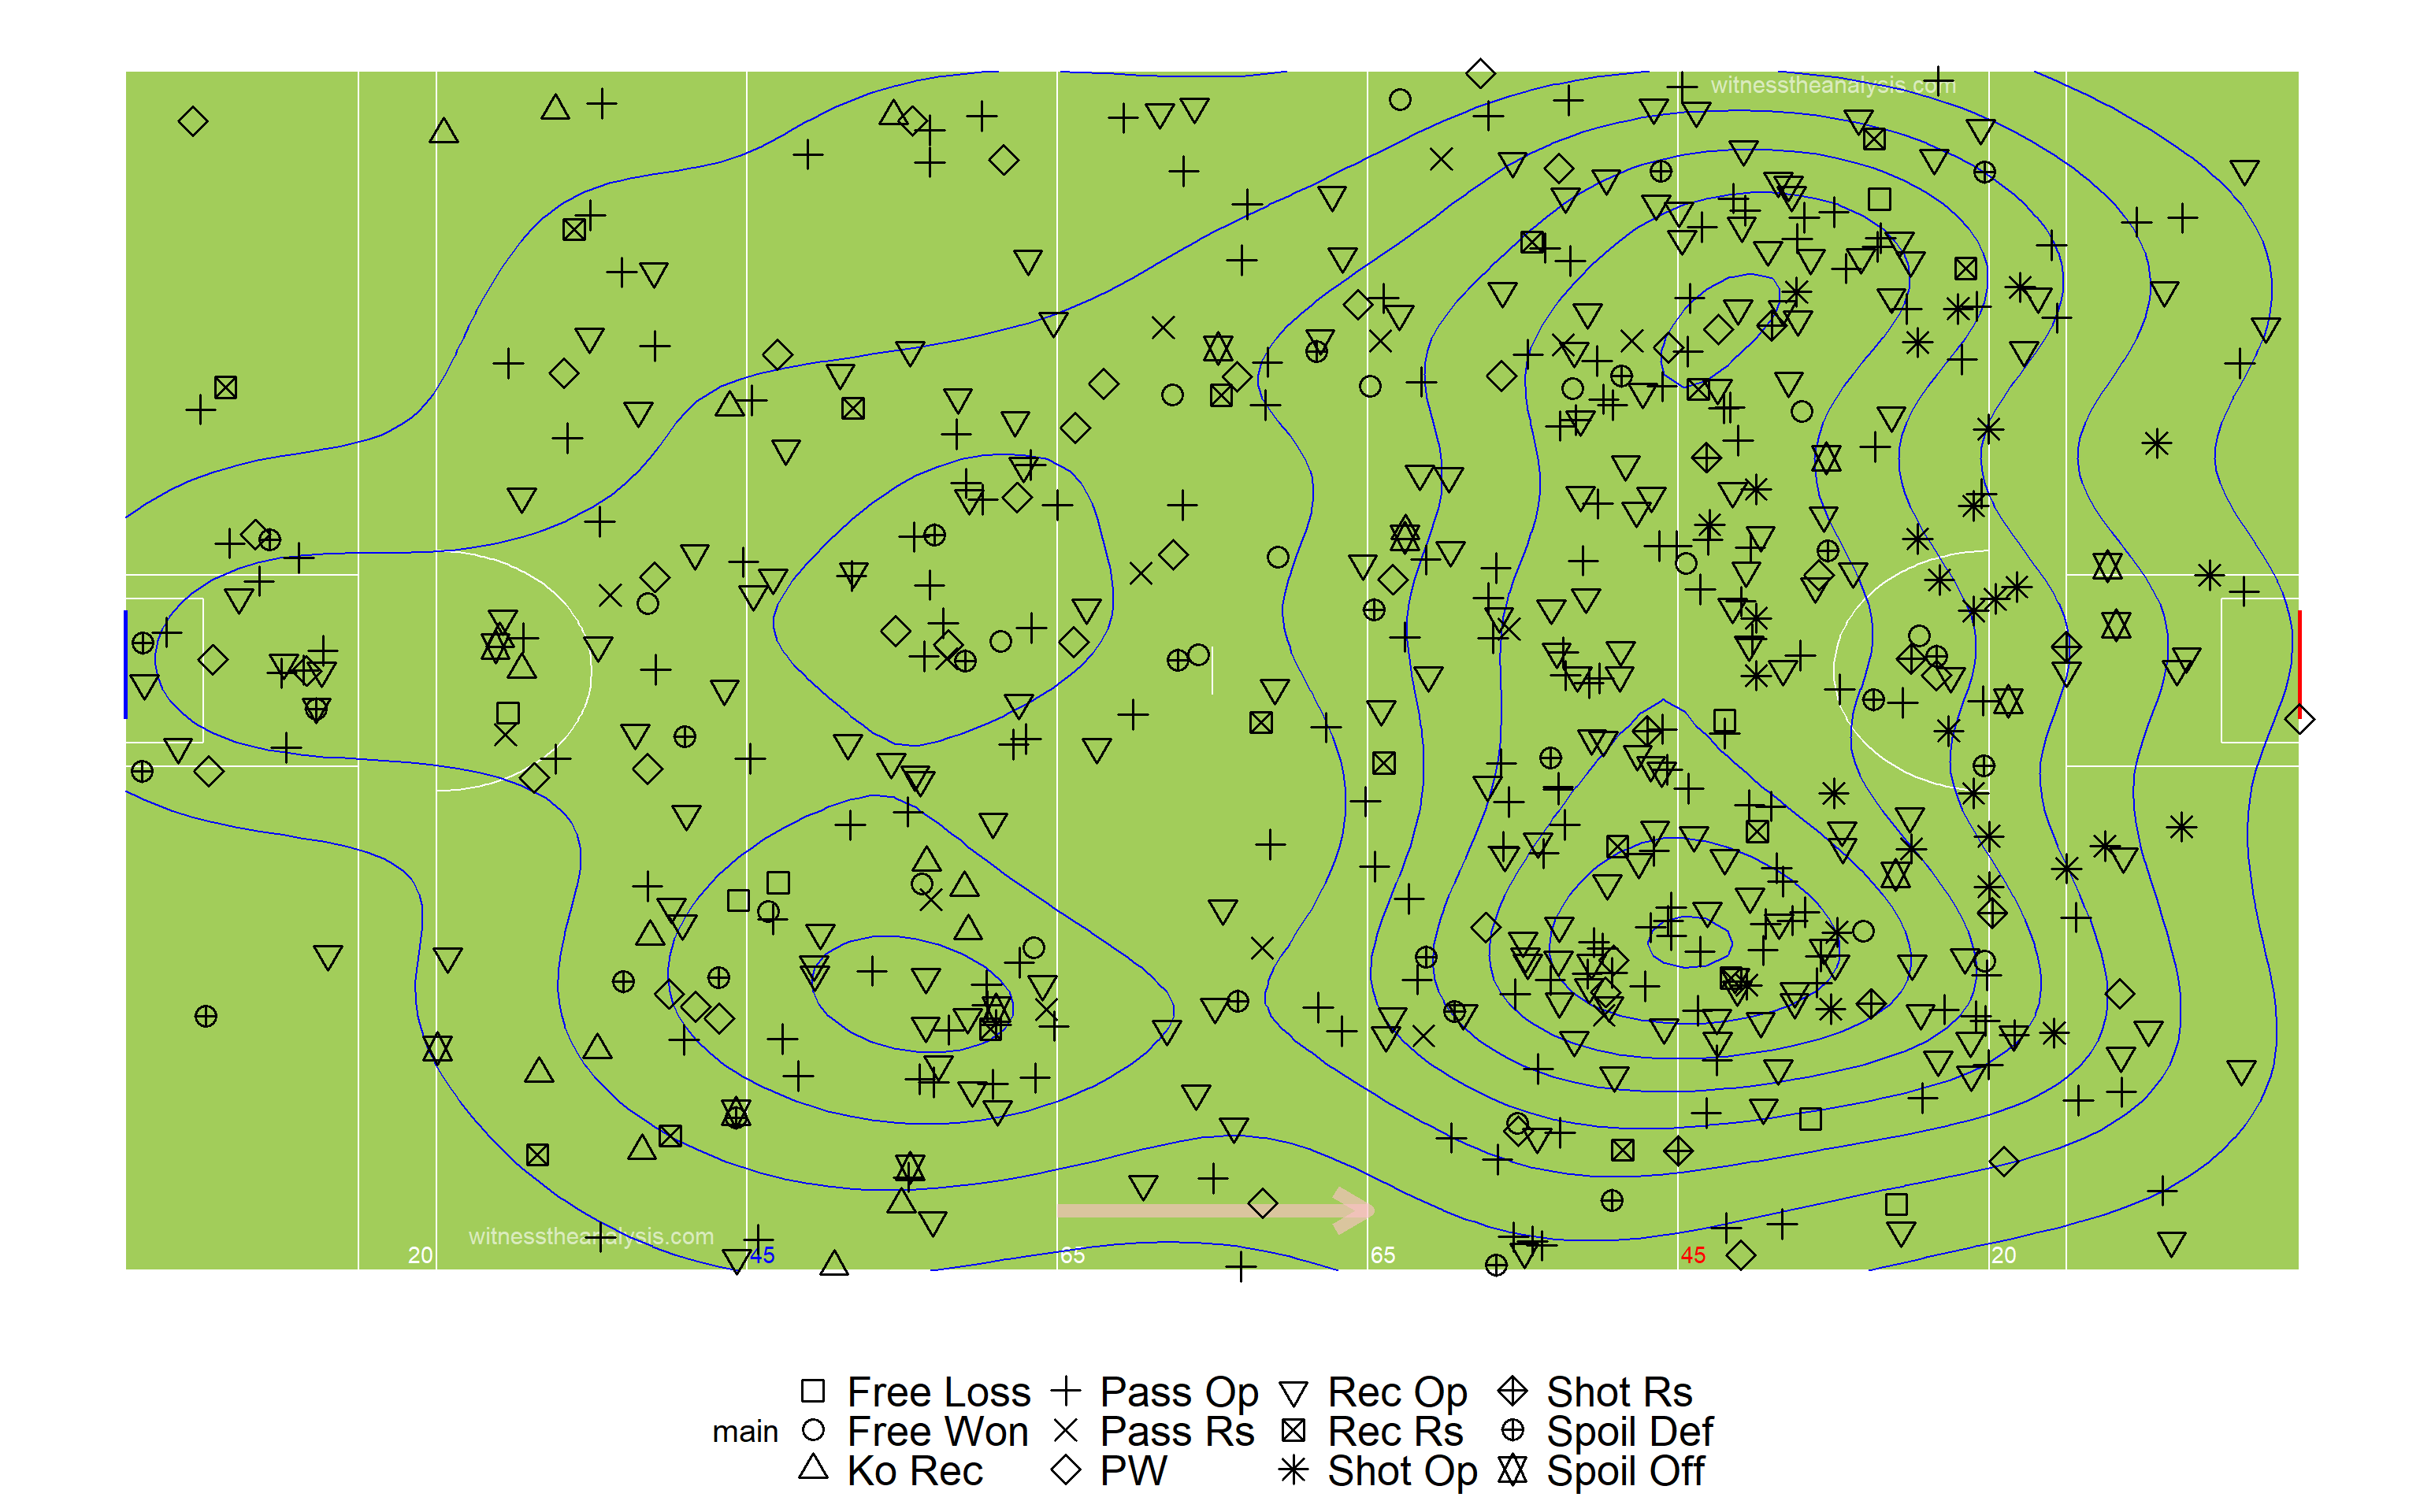 witnesstheanalysis.com
witnesstheanalysis.com
20 45 65 65 45 20
main
Free Loss Pass Op Rec Op Shot Rs
Free Won Pass Rs Rec Rs Spoil Def
Ko Rec PW Shot Op Spoil Off